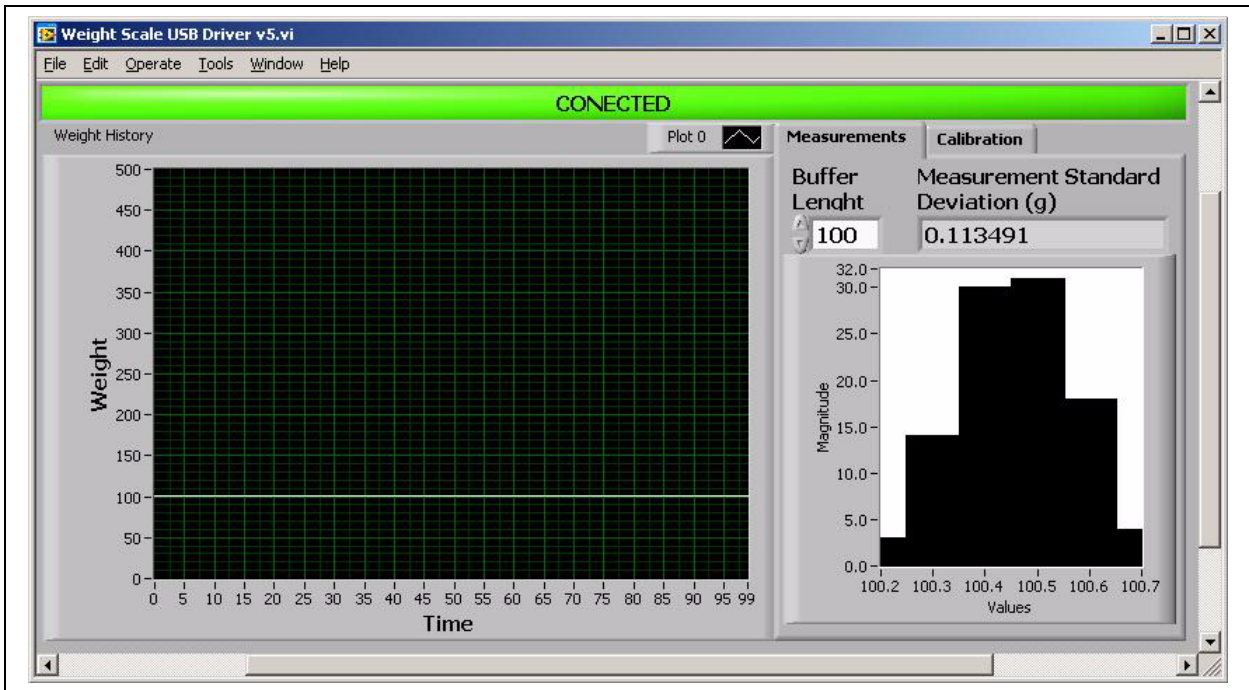 Weight Scale USB Driver v5.vi
File Edit Operate Tools Window Help
CONECTED
Weight History
Plot 0
500
450
400
350
300
250
200
150
100
50
0
Weight
0 5 10 15 20 25 30 35 40 45 50 55 60 65 70 75 80 85 90 95 99
Time
Measurements
Calibration
Buffer
Lenght
100
Measurement Standard
Deviation (g)
0.113491
32.0
30.0
25.0
20.0
15.0
10.0
5.0
0.0
Magnitude
100.2 100.3 100.4 100.5 100.6 100.7
Values